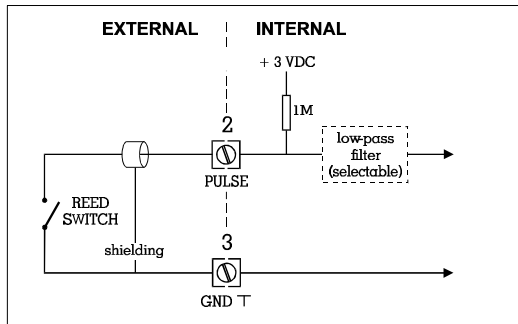 EXTERNAL
INTERNAL
+ 3 VDC
1M
2
PULSE
low-pass
filter
(selectable)
REED
SWITCH
shielding
3
GND